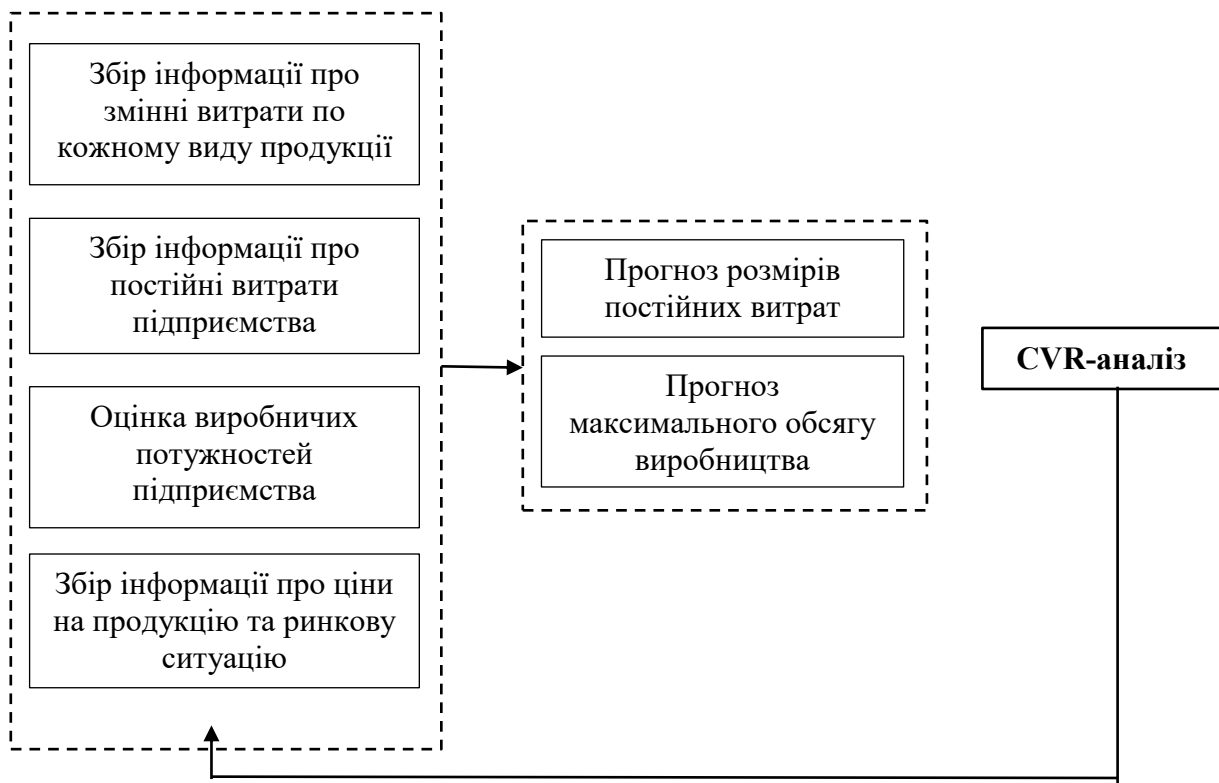 Збір інформації про
змінні витрати по
кожному виду продукції
Збір інформації про
постійні витрати
підприємства
Оцінка виробничих
потужностей
підприємства
Збір інформації про ціни
на продукцію та ринкову
ситуацію
Прогноз розмірів
постійних витрат
Прогноз
максимального обсягу
виробництва
CVR-аналіз